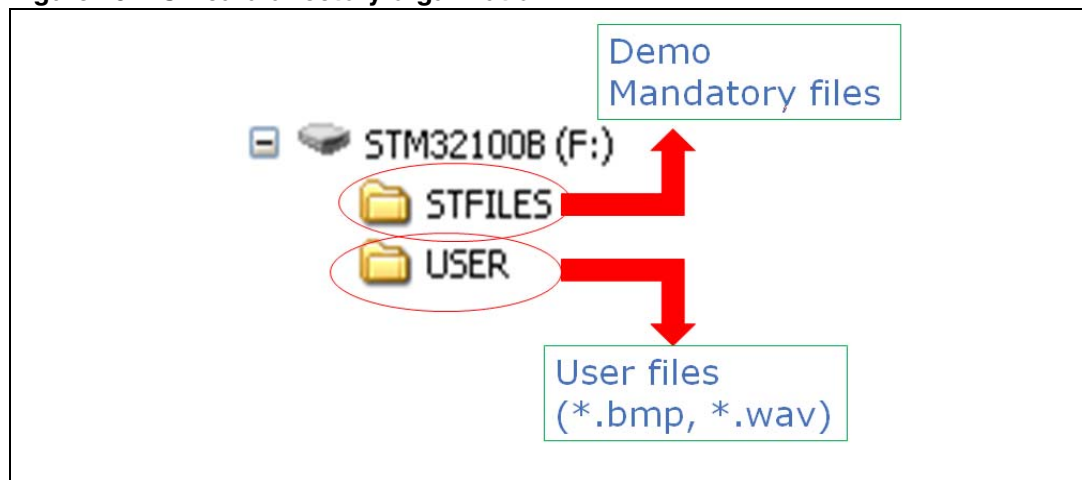 Demo
Mandatory files
STM32100B (F:)
STFILES
USER
User files
(*.bmp, *.wav)